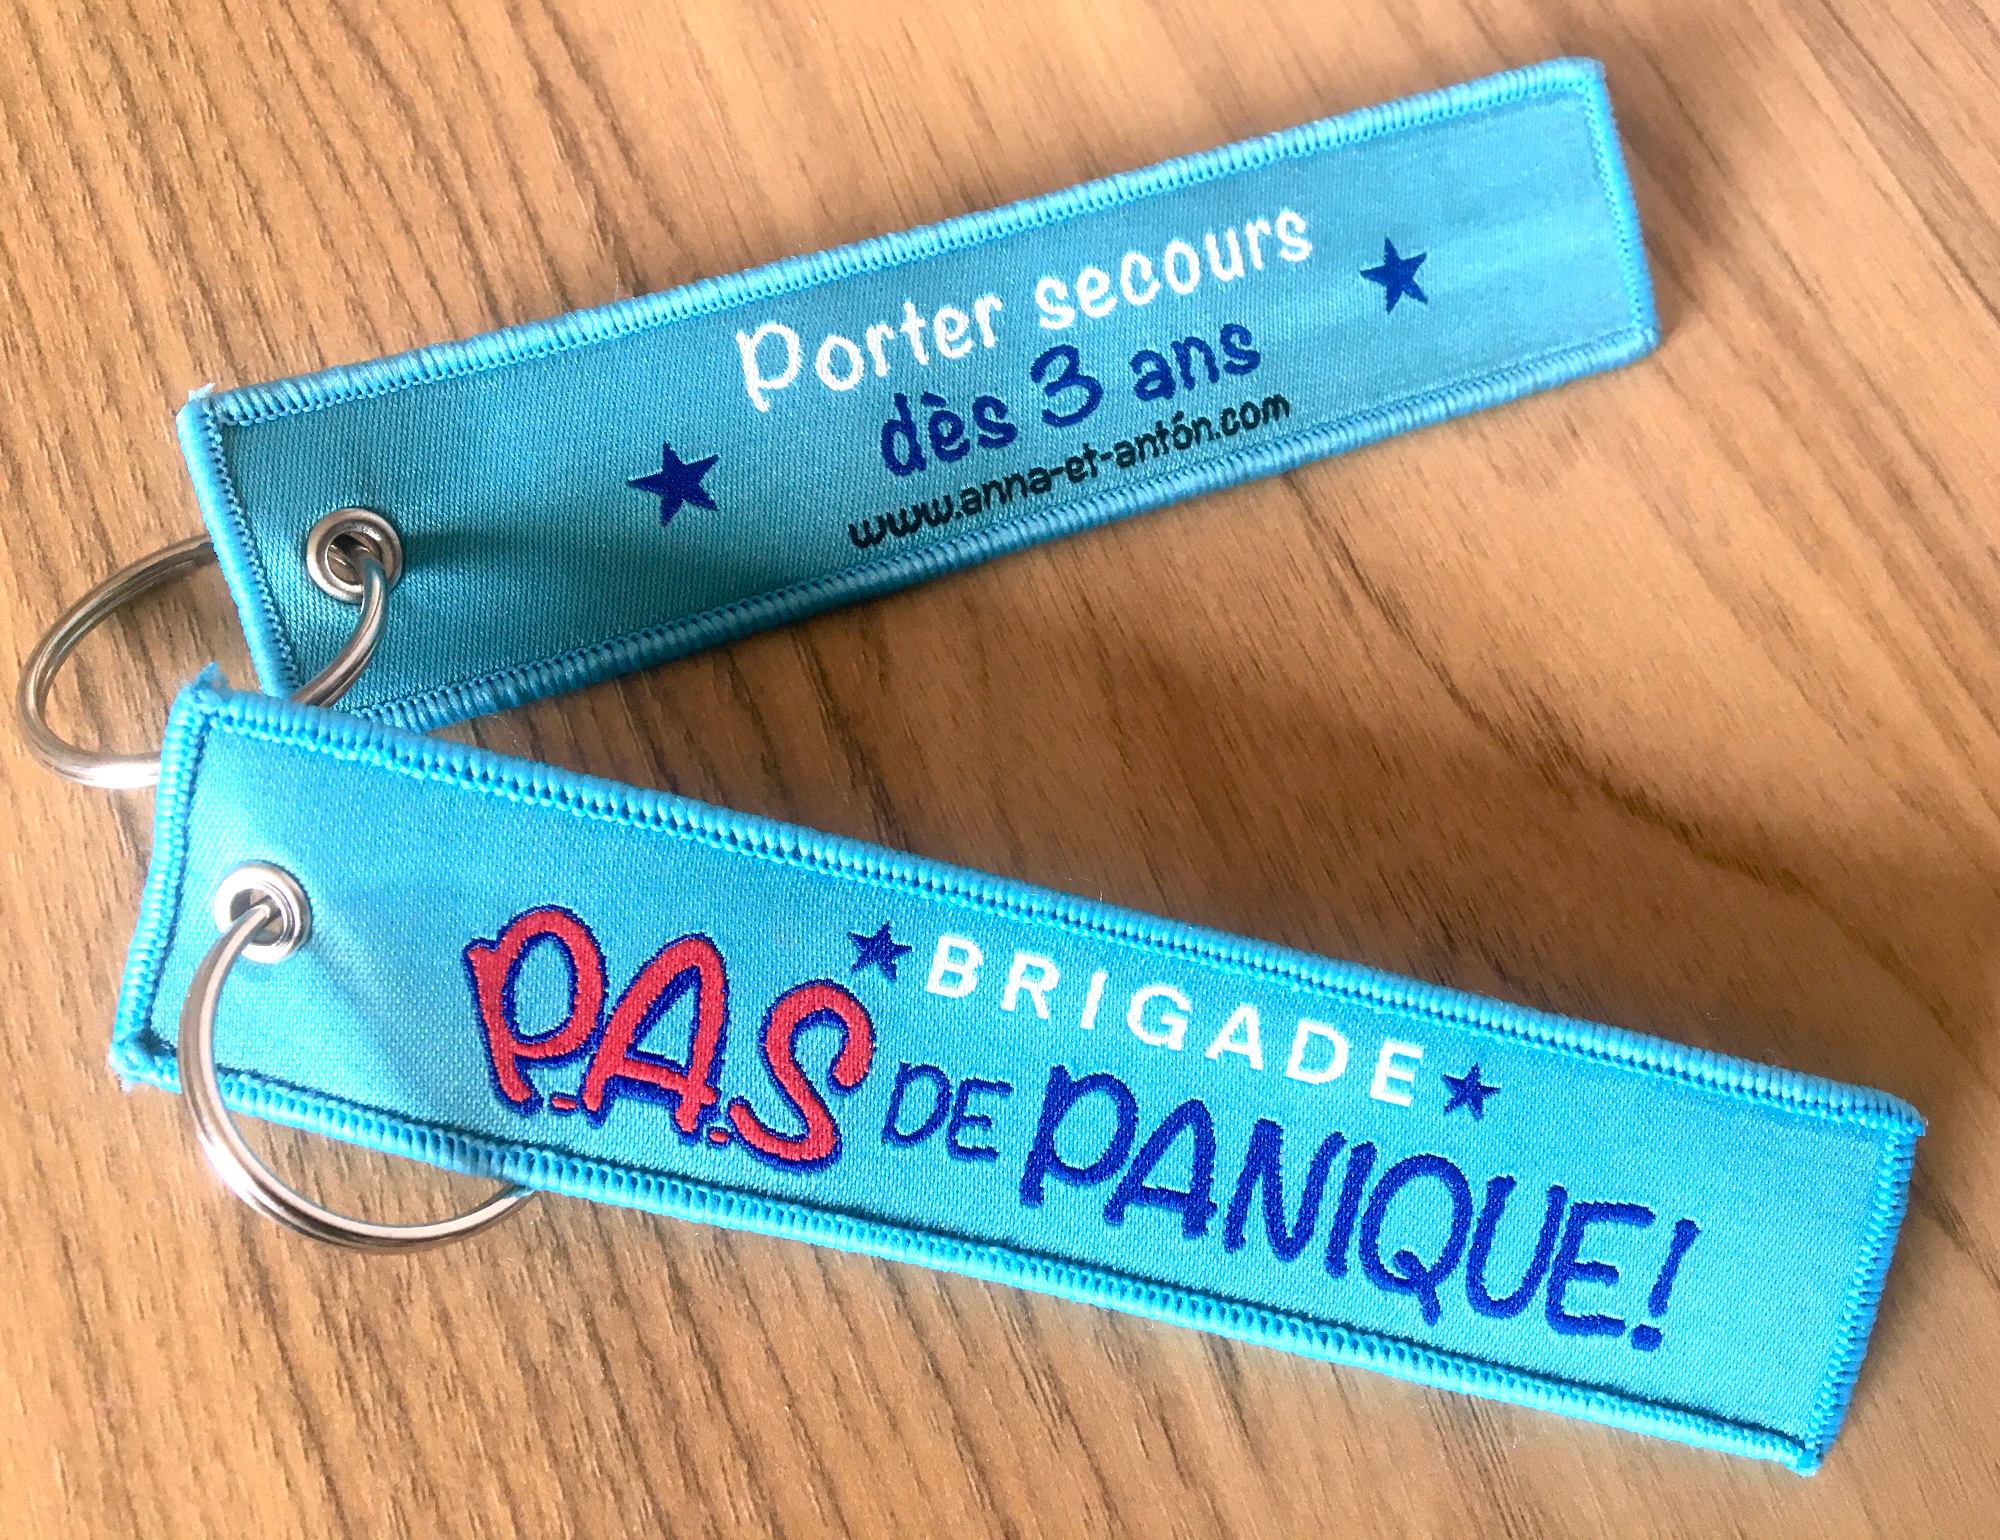 Porter secours
dès 3 ans
www.anna-et-antón.com
BRIGADE
P.A.S DE PANIQUE!